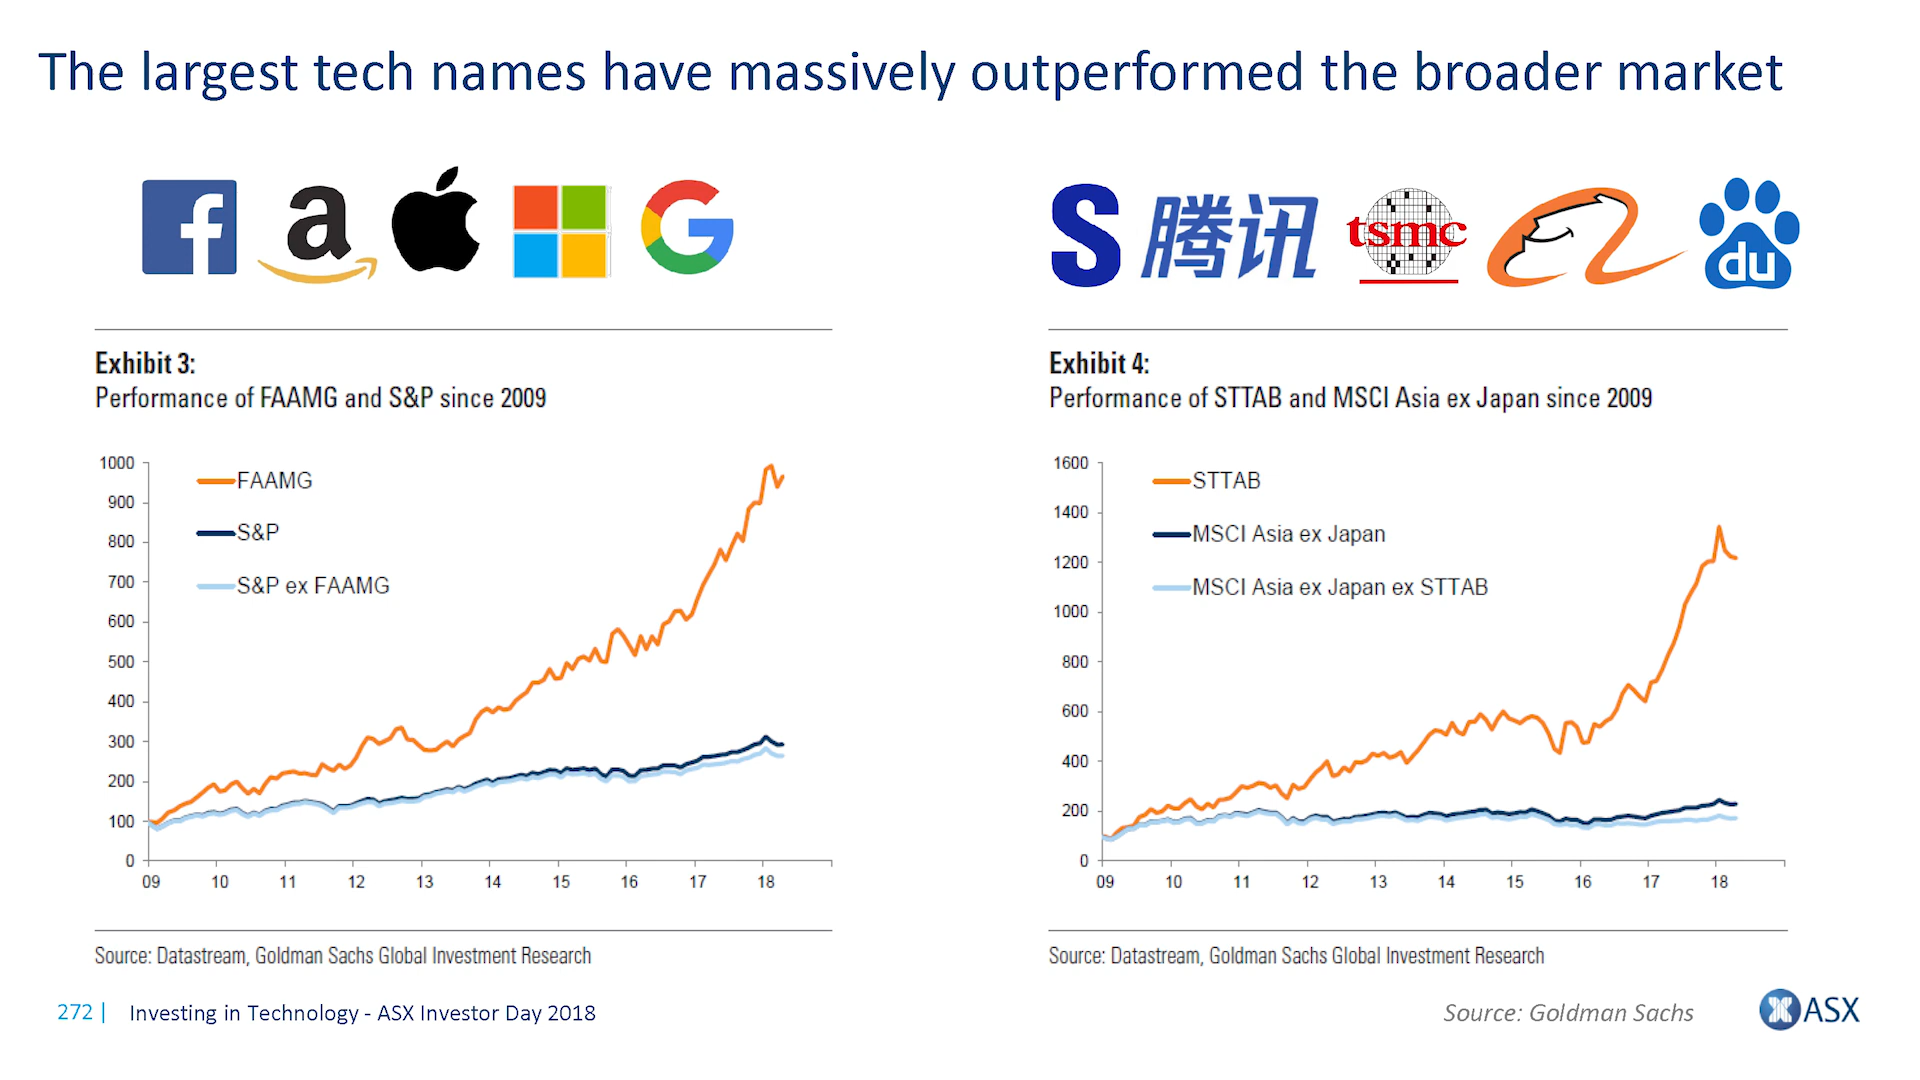 The largest tech names have massively outperformed the broader market
f
a
G
S
腾讯
tsmc
du
Exhibit 3:
Performance of FAAMG and S&P since 2009
1000
900
800
700
600
500
400
300
200
100
0
FAAMG
S&P
S&P ex FAAMG
09 10 11 12 13 14 15 16 17 18
Source: Datastream, Goldman Sachs Global Investment Research
Exhibit 4:
Performance of STTAB and MSCI Asia ex Japan since 2009
1600
1400
1200
1000
800
600
400
200
0
STTAB
MSCI Asia ex Japan
MSCI Asia ex Japan ex STTAB
09 10 11 12 13 14 15 16 17 18
Source: Datastream, Goldman Sachs Global Investment Research
272 | Investing in Technology - ASX Investor Day 2018
Source: Goldman Sachs
ASX